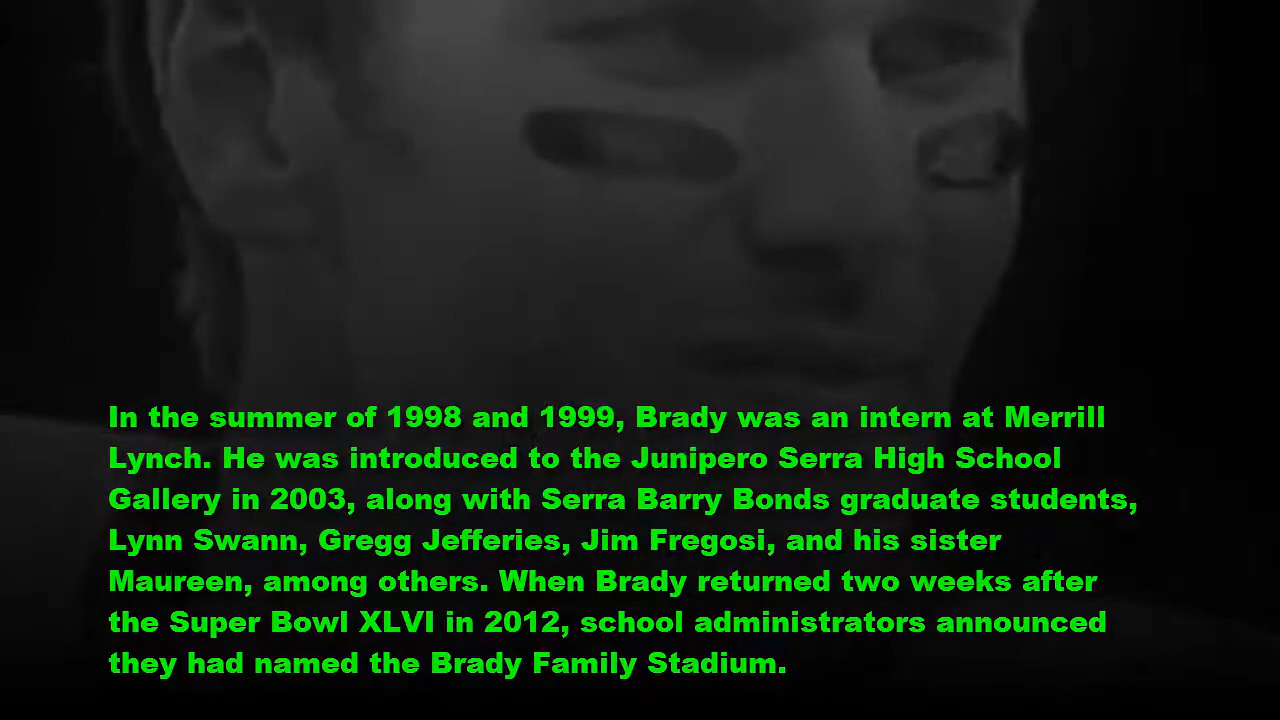 In the summer of 1998 and 1999, Brady was an intern at Merrill
Lynch. He was introduced to the Junipero Serra High School
Gallery in 2003, along with Serra Barry Bonds graduate students,
Lynn Swann, Gregg Jefferies, Jim Fregosi, and his sister
Maureen, among others. When Brady returned two weeks after
the Super Bowl XLVI in 2012, school administrators announced
they had named the Brady Family Stadium.